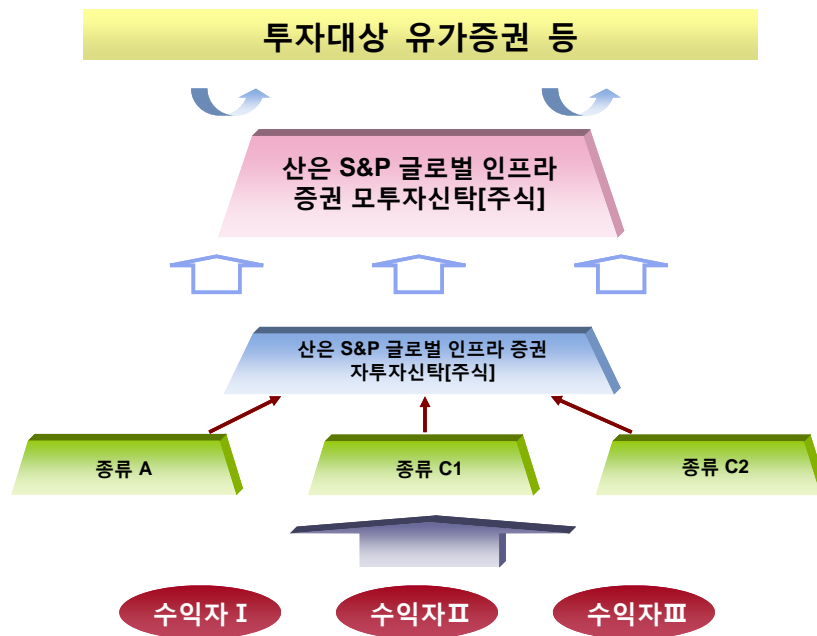 투자대상 유가증권 등
산은 S&P 글로벌 인프라
증권 모투자신탁[주식]
산은 S&P 글로벌 인프라 증권
자투자신탁[주식]
종류 A
종류 C1
종류 C2
수익자 I
수익자Ⅱ
수익자Ⅲ